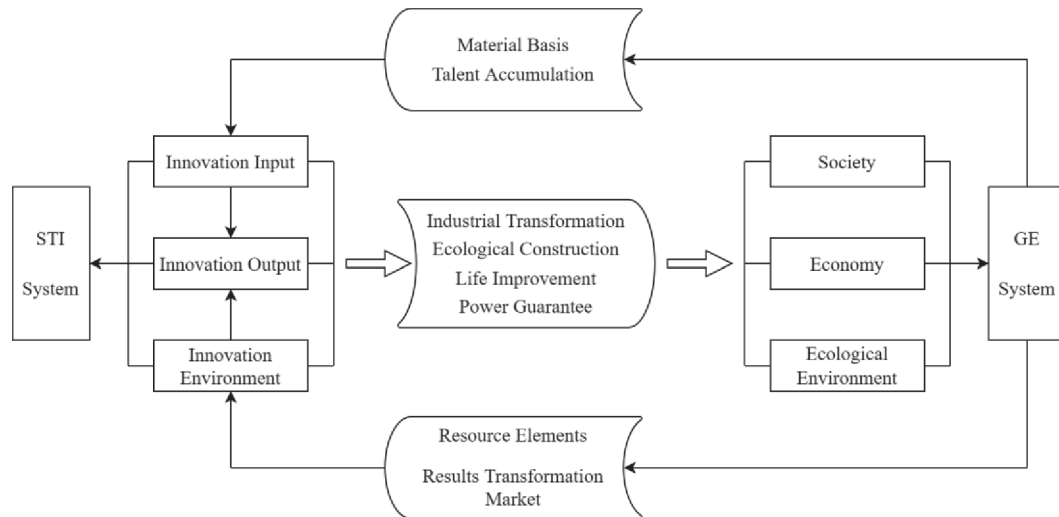 Material Basis
Talent Accumulation
Innovation Input
Society
STI
System
Innovation Output
Industrial Transformation
Ecological Construction
Life Improvement
Power Guarantee
Economy
GE
System
Innovation
Environment
Ecological
Environment
Resource Elements
Results Transformation
Market